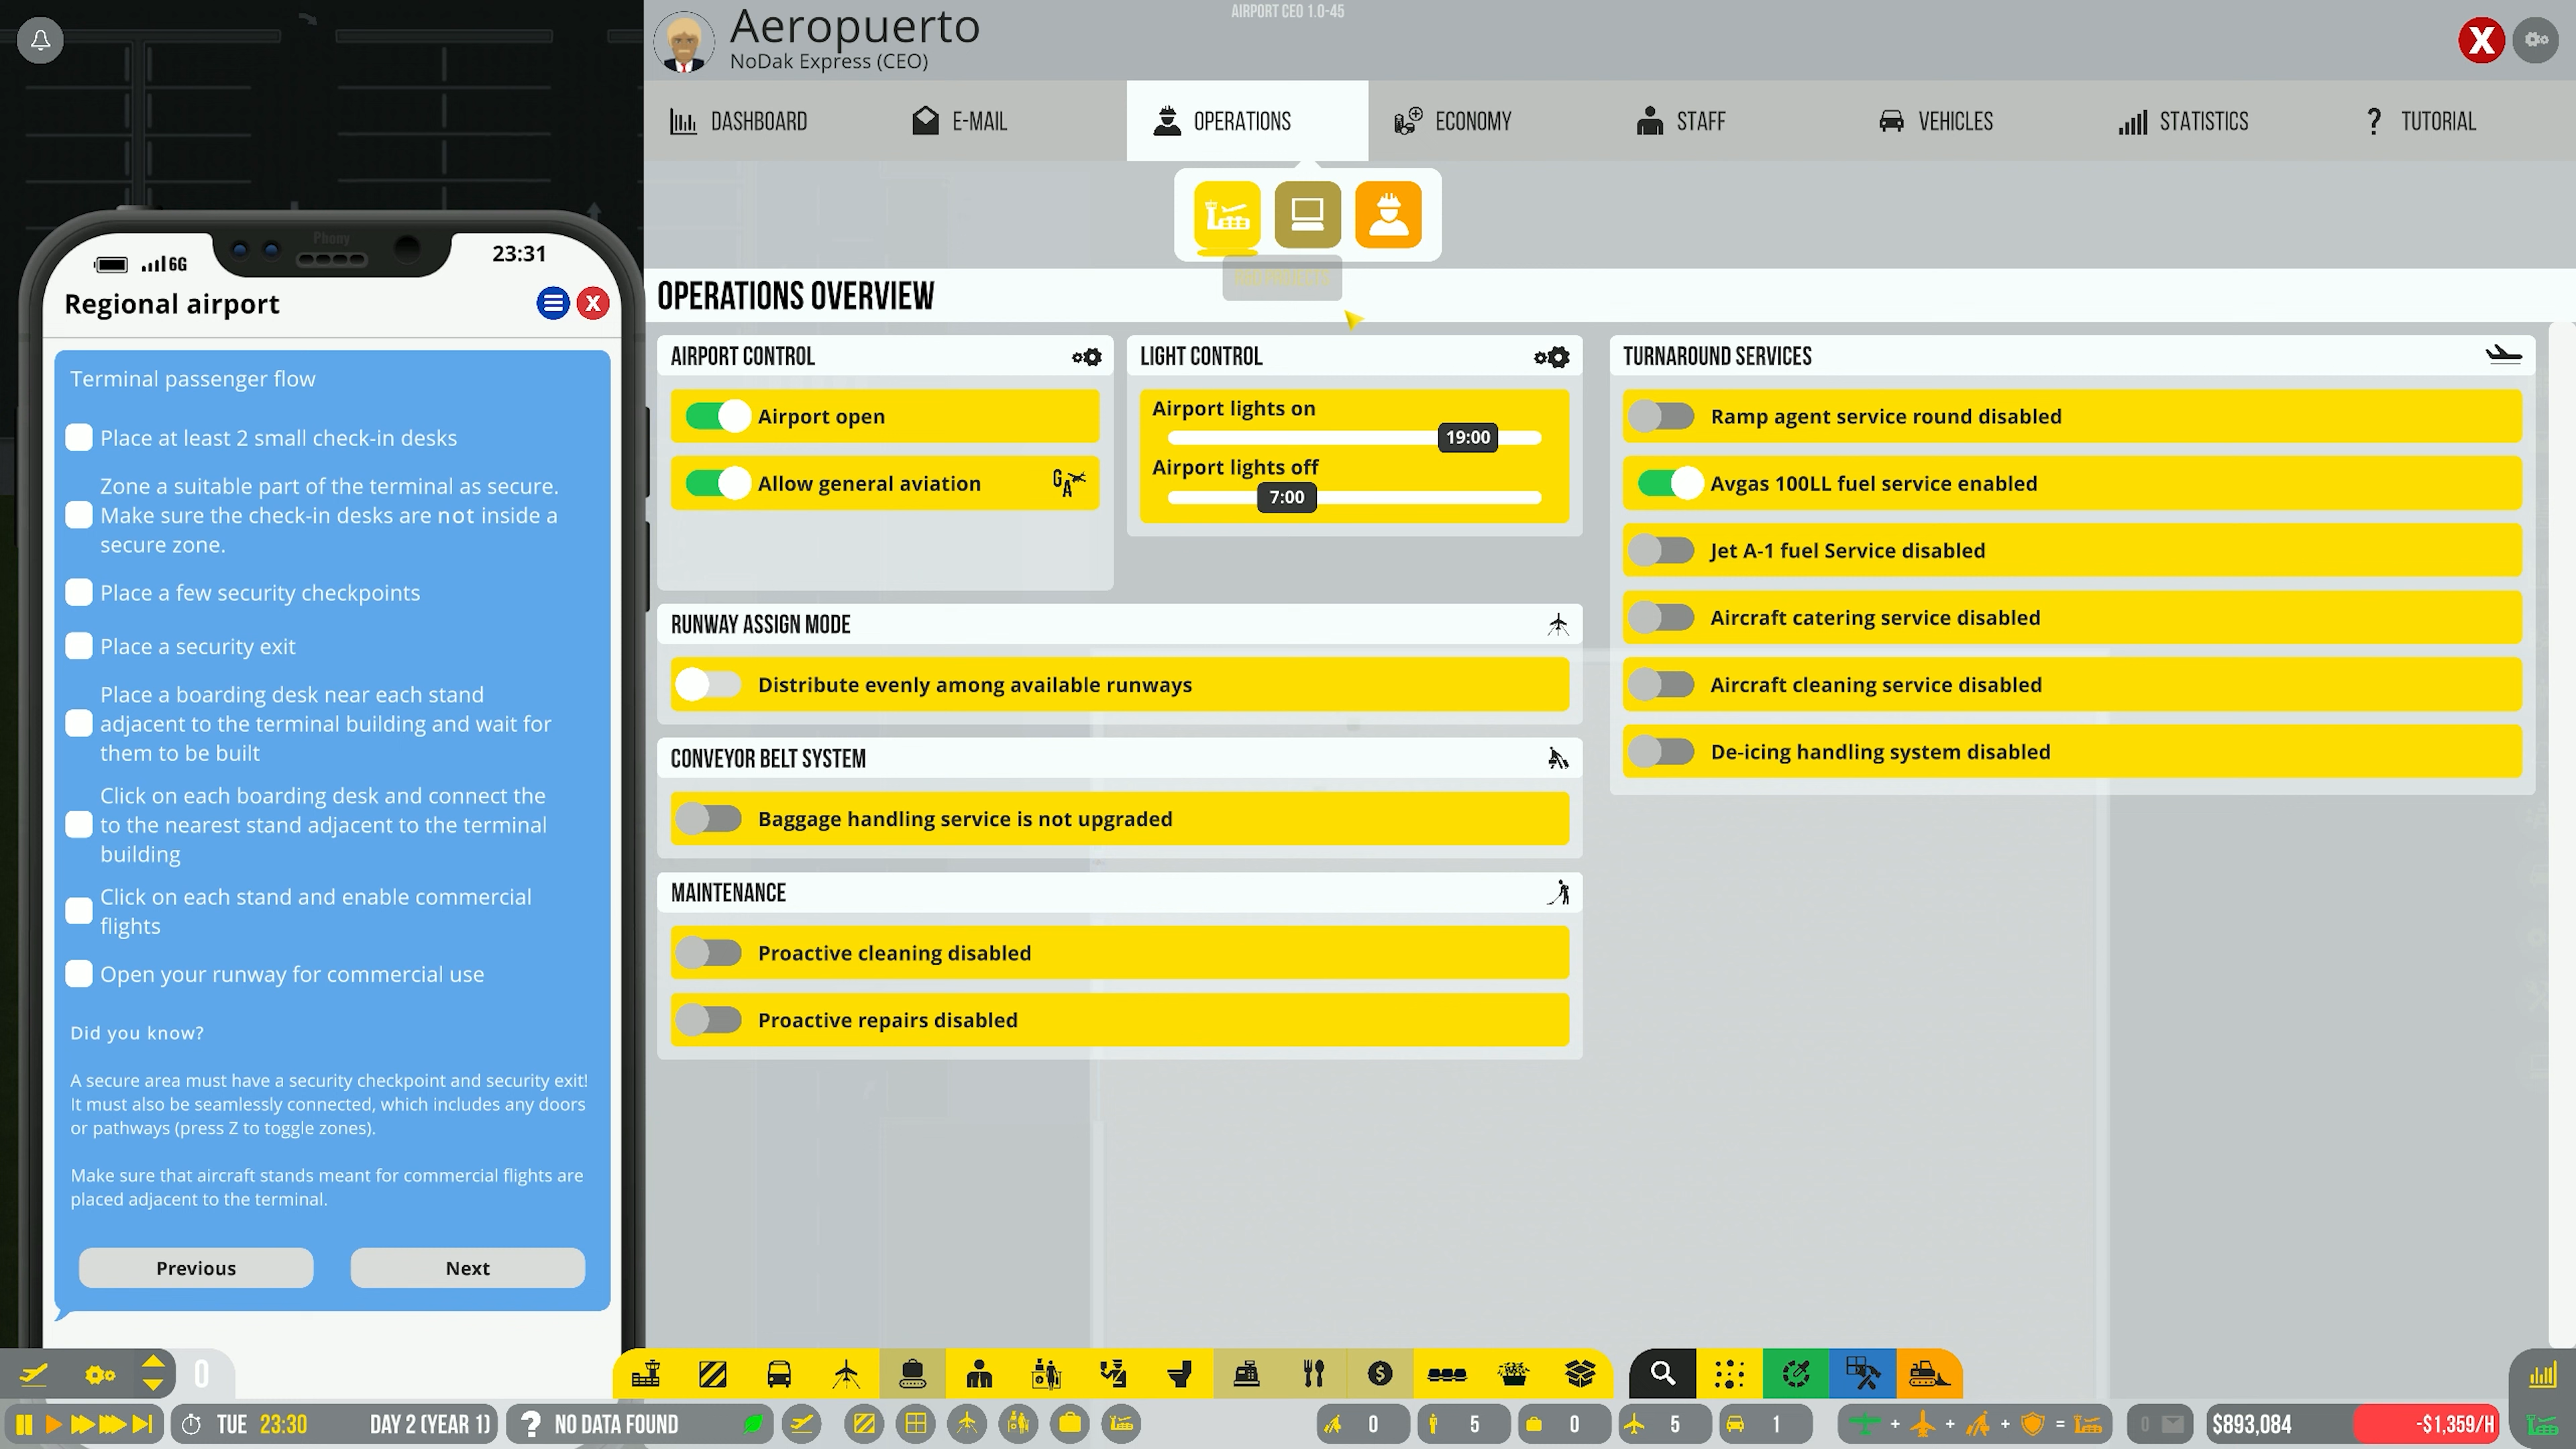 AIRPORT CEO 1.0-45
Aeropuerto
NoDak Express (CEO)
DASHBOARD
E-MAIL
OPERATIONS
ECONOMY
STAFF
VEHICLES
STATISTICS
TUTORIAL
Phony
6G
23:31
Regional airport
Terminal passenger flow
Place at least 2 small check-in desks
Zone a suitable part of the terminal as secure.
Make sure the check-in desks are not inside a
secure zone.
Place a few security checkpoints
Place a security exit
Place a boarding desk near each stand
adjacent to the terminal building and wait for
them to be built
Click on each boarding desk and connect the
to the nearest stand adjacent to the terminal
building
Click on each stand and enable commercial
flights
Open your runway for commercial use
Did you know?
A secure area must have a security checkpoint and security exit!
It must also be seamlessly connected, which includes any doors
or pathways (press Z to toggle zones).
Make sure that aircraft stands meant for commercial flights are
placed adjacent to the terminal.
Previous
Next
OPERATIONS OVERVIEW
AIRPORT CONTROL
Airport open
Allow general aviation
GA
LIGHT CONTROL
Airport lights on
19:00
Airport lights off
7:00
RUNWAY ASSIGN MODE
Distribute evenly among available runways
CONVEYOR BELT SYSTEM
Baggage handling service is not upgraded
MAINTENANCE
Proactive cleaning disabled
Proactive repairs disabled
TURNAROUND SERVICES
Ramp agent service round disabled
Avgas 100LL fuel service enabled
Jet A-1 fuel Service disabled
Aircraft catering service disabled
Aircraft cleaning service disabled
De-icing handling system disabled
0
TUE 23:30
DAY 2 (YEAR 1)
? NO DATA FOUND
0
5
0
5
1
+ + + =
0
$893,084
-$1,359/H